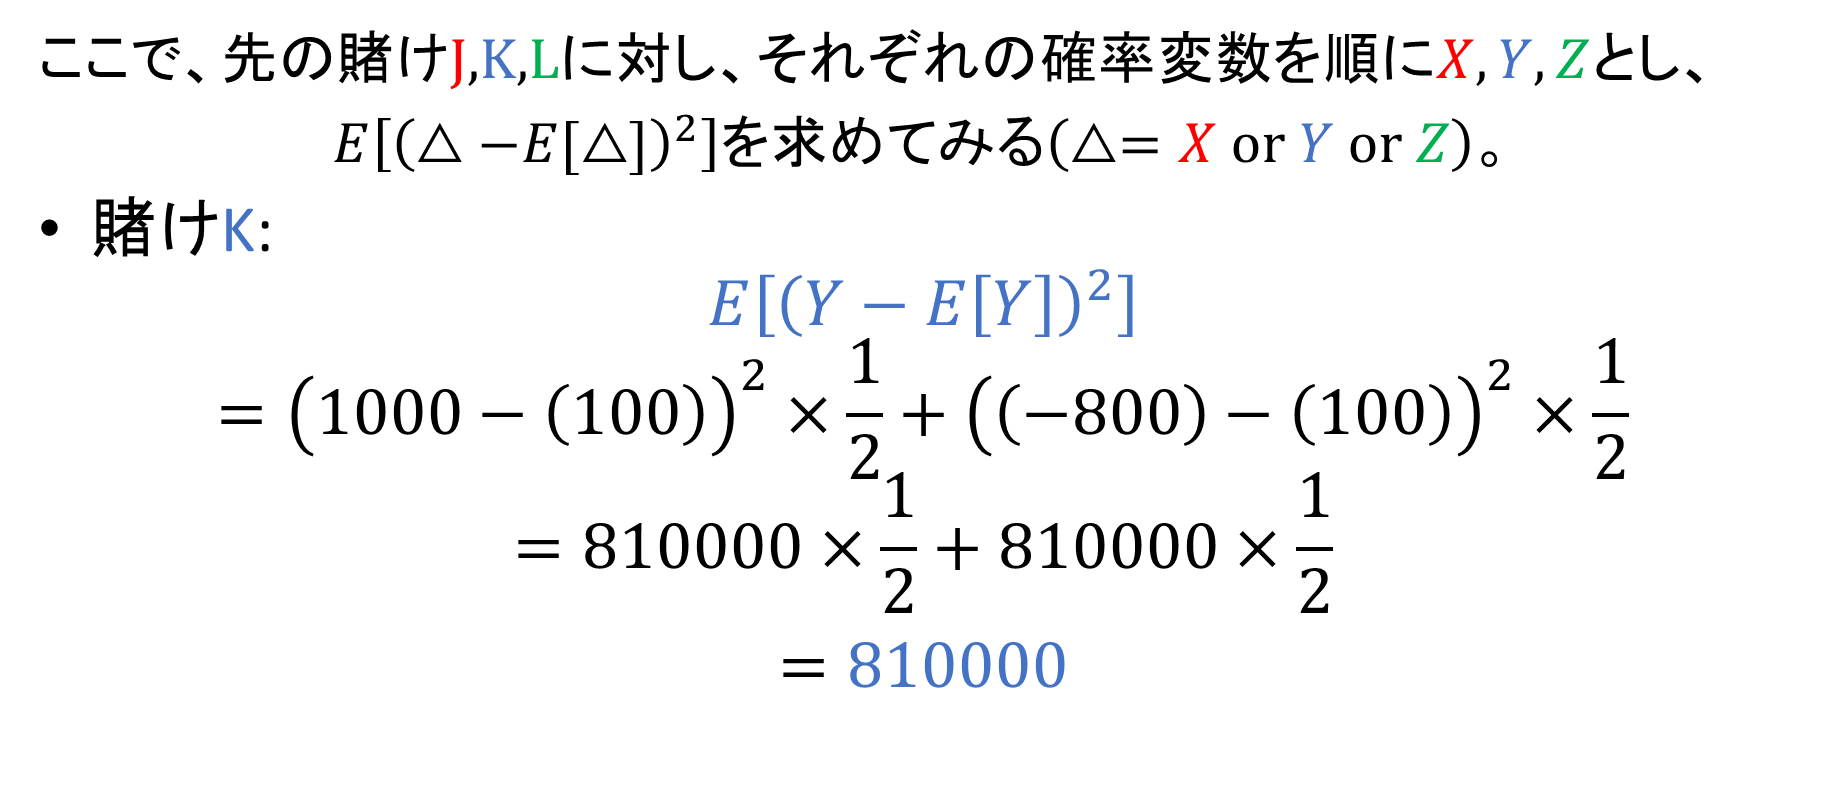 ここで、先の賭けJ,K,Lに対し、それぞれの確率変数を順にX, Y, Zとし、
E[(△ −E[△])²]を求めてみる(△= X or Y or Z)。
• 賭けK:
E[(Y − E[Y])²]
= (1000 − (100))² × 1/2 + ((−800) − (100))² × 1/2
= 810000 × 1/2 + 810000 × 1/2
= 810000